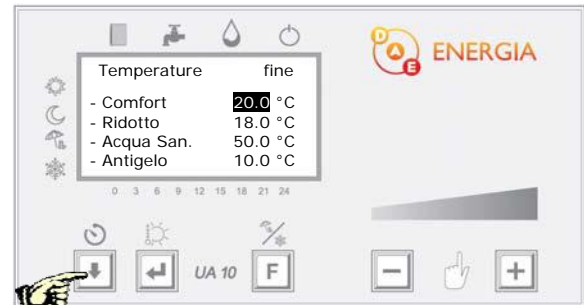 D A E ENERGIA
Temperature fine
- Comfort 20.0 °C
- Ridotto 18.0 °C
- Acqua San. 50.0 °C
- Antigelo 10.0 °C
0 3 6 9 12 15 18 21 24
UA 10 F